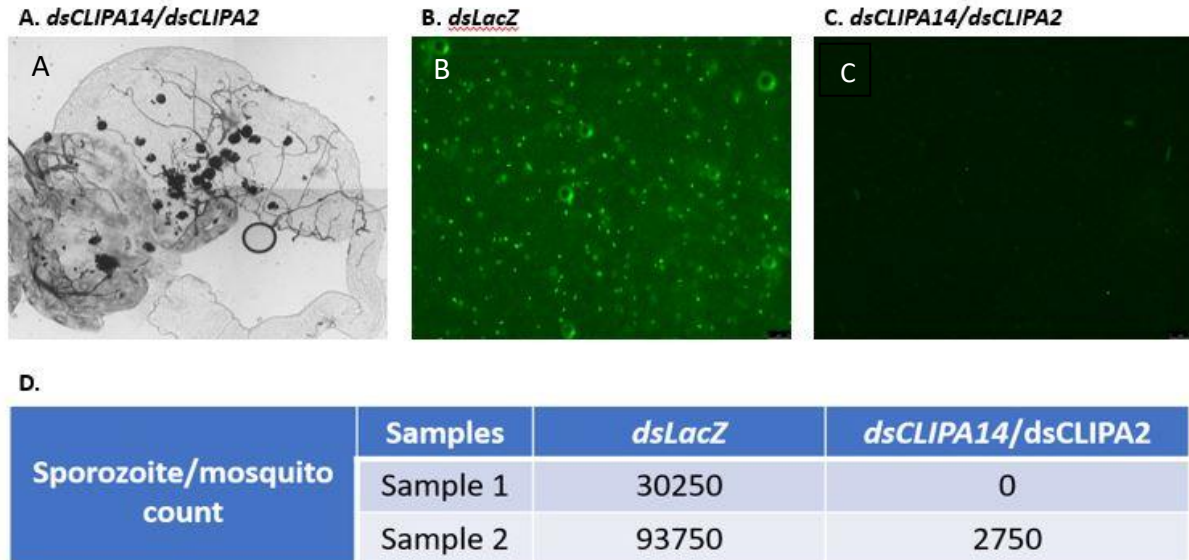 A. dsCLIPA14/dsCLIPA2
B. dsLacZ
C. dsCLIPA14/dsCLIPA2
A
B
C
D.
Sporozoite/mosquito count
Samples dsLacZ dsCLIPA14/dsCLIPA2
Sample 1 30250 0
Sample 2 93750 2750